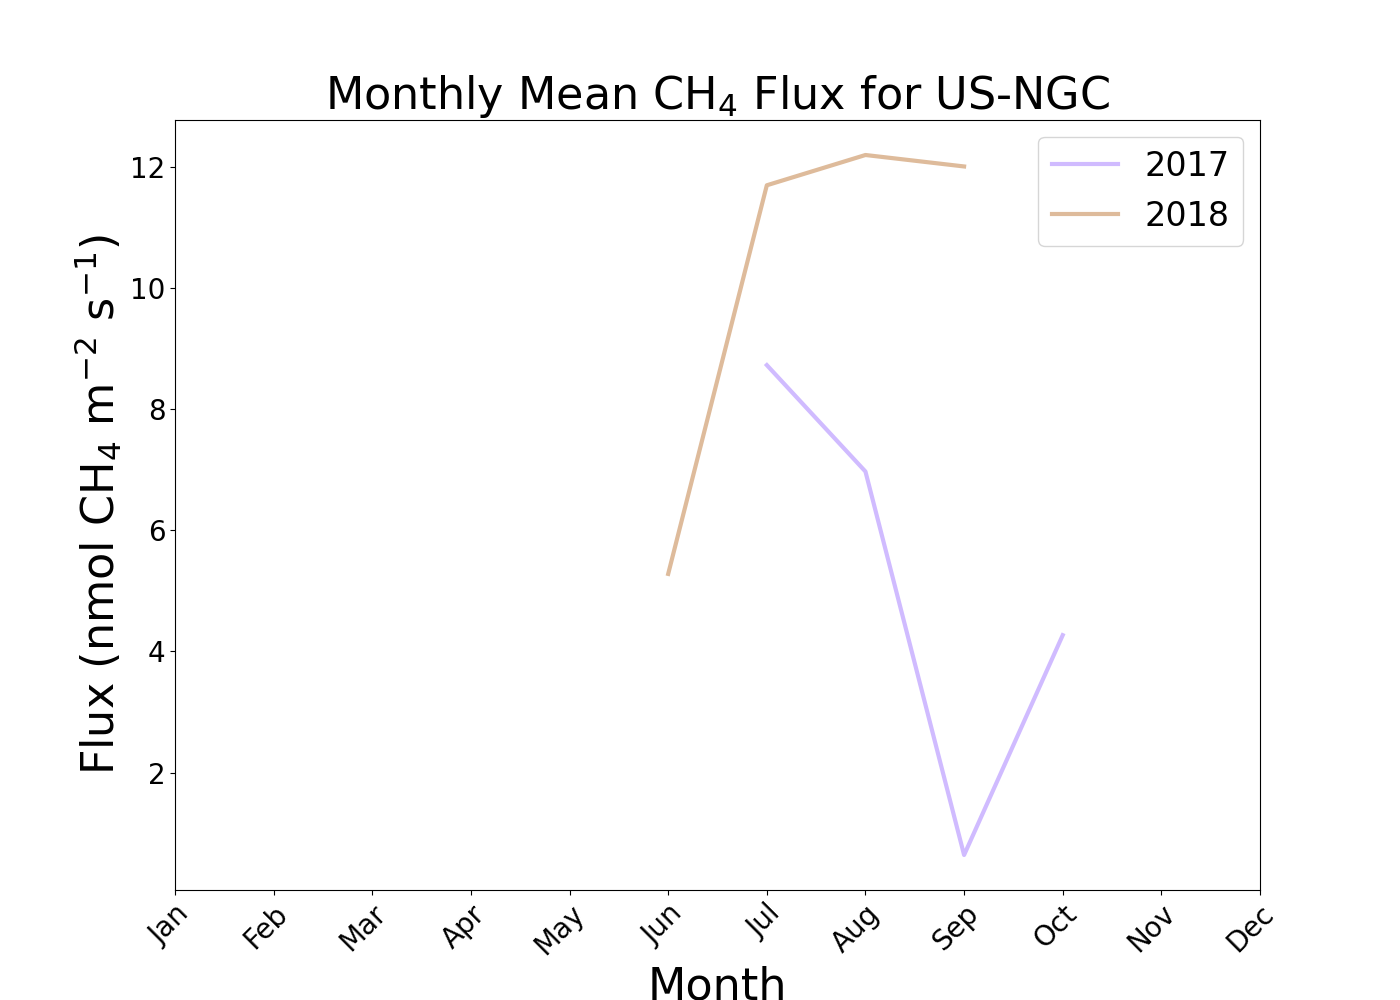 Monthly Mean CH₄ Flux for US-NGC
2017
2018
Flux (nmol CH₄ m⁻² s⁻¹)
12
10
8
6
4
2
Jan Feb Mar Apr May Jun Jul Aug Sep Oct Nov Dec
Month